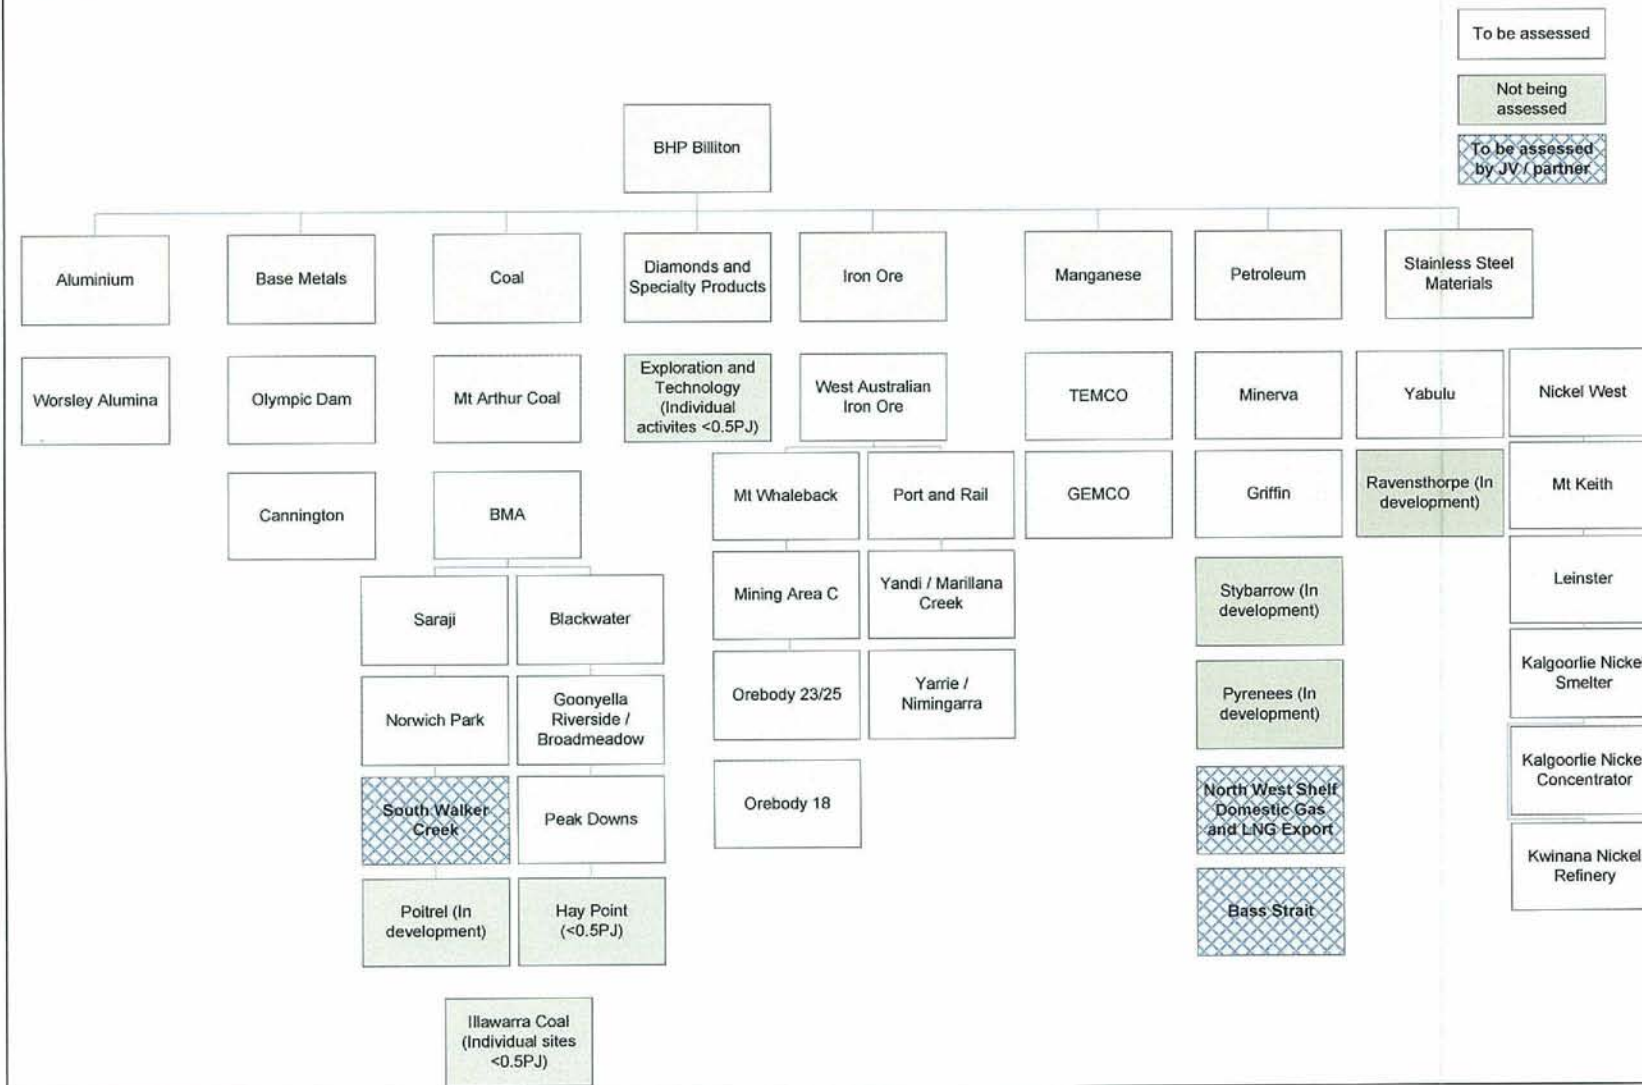 To be assessed
Not being
assessed
To be assessed
by JV / partner
BHP Billiton
Aluminium
Base Metals
Coal
Diamonds and
Specialty Products
Iron Ore
Manganese
Petroleum
Stainless Steel
Materials
Worsley Alumina
Olympic Dam
Mt Arthur Coal
Exploration and
Technology
(Individual
activites <0.5PJ)
West Australian
Iron Ore
TEMCO
Minerva
Yabulu
Nickel West
Cannington
BMA
Mt Whaleback
Port and Rail
GEMCO
Griffin
Ravensthorpe (In
development)
Mt Keith
Saraji
Blackwater
Mining Area C
Yandi / Marillana
Creek
Stybarrow (In
development)
Leinster
Norwich Park
Goonyella
Riverside /
Broadmeadow
Orebody 23/25
Yarrie /
Nimingarra
Pyrenees (In
development)
Kalgoorlie Nickel
Smelter
South Walker
Creek
Peak Downs
Orebody 18
North West Shelf
Domestic Gas
and LNG Export
Kalgoorlie Nickel
Concentrator
Poitrel (In
development)
Hay Point
(<0.5PJ)
Bass Strait
Kwinana Nickel
Refinery
Illawarra Coal
(Individual sites
<0.5PJ)